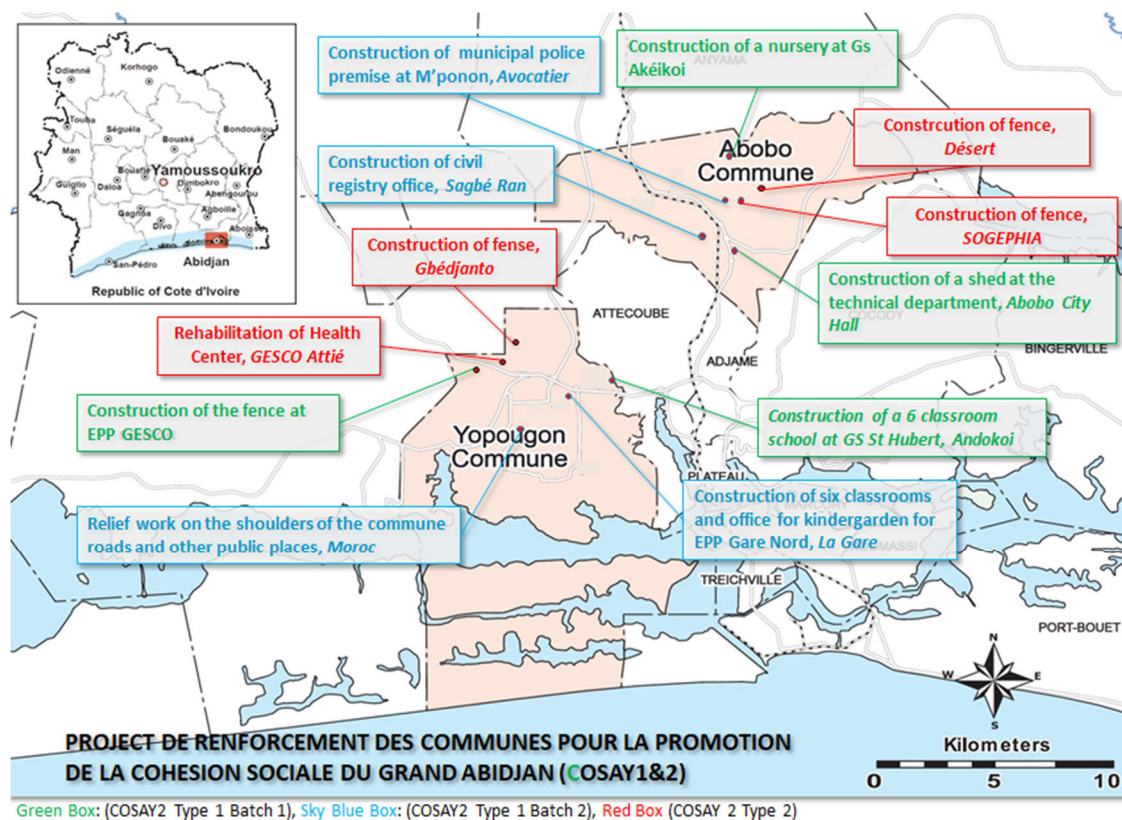 Odienné
Korhogo
Touba
Séguéla
Bouaké
Bondoukou
Man
Yamoussoukro
Bouaflé
Daloa
Dimbokro
Abengourou
Guiglo
Gagnoa
Agboille
Divo
Aboisso
San-Pédro
Abidjan
Republic of Cote d'Ivoire
Construction of municipal police
premise at M'ponon, Avocatier
Construction of a nursery at Gs
Akéikoi
ANYAMA
Construction of civil
registry office, Sagbé Ran
Abobo
Commune
Constrcution of fence,
Désert
Construction of fence,
SOGEPHIA
Construction of fense,
Gbédjanto
Construction of a shed at the
technical department, Abobo City
Hall
COCODY
ATTECOUBE
Rehabilitation of Health
Center, GESCO Attié
ADJAME
BINGERVILLE
Construction of the fence at
EPP GESCO
Construction of a 6 classroom
school at GS St Hubert, Andokoi
Yopougon
Commune
PLATEAU
Relief work on the shoulders of the commune
roads and other public places, Moroc
Construction of six classrooms
and office for kindergarden for
EPP Gare Nord, La Gare
MARCORY
TREICHVILLE
PORT-BOUET
N
W
E
S
PROJECT DE RENFORCEMENT DES COMMUNES POUR LA PROMOTION
DE LA COHESION SOCIALE DU GRAND ABIDJAN (COSAY1&2)
Kilometers
0 5 10
Green Box: (COSAY2 Type 1 Batch 1), Sky Blue Box: (COSAY2 Type 1 Batch 2), Red Box (COSAY 2 Type 2)